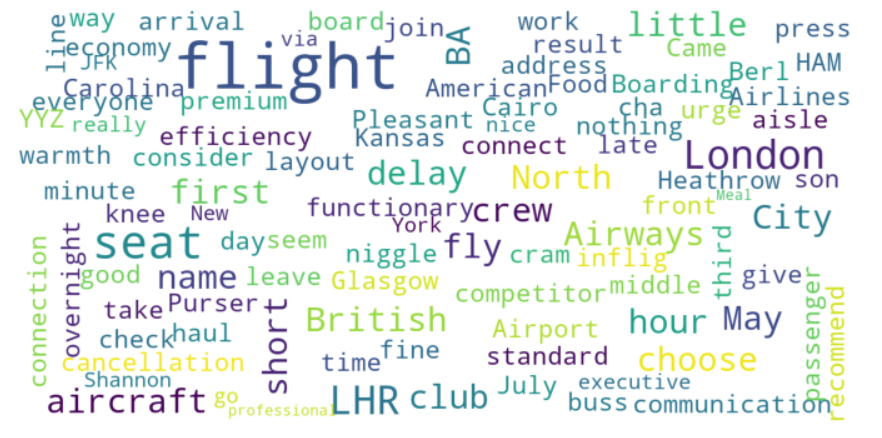 line way arrival board join work little press
economy via BA result Came
JFK flight address Berl HAM
Carolina American Food Boarding Airlines
everyone premium Cairo cha urge
YYZ really Pleasant nice nothing aisle
efficiency Kansas connect late London
warmth consider layout delay North Heathrow son
minute first Meal
knee New functionary crew front City
York
seat day seem fly Airways third
overnight niggle cram inflig
connection good name leave Glasgow middle give
take Purser competitor passenger
short British Airport hour May recommend
check haul fine
cancellation time standard choose
Shannon July executive
aircraft go LHR club buss communication
professional